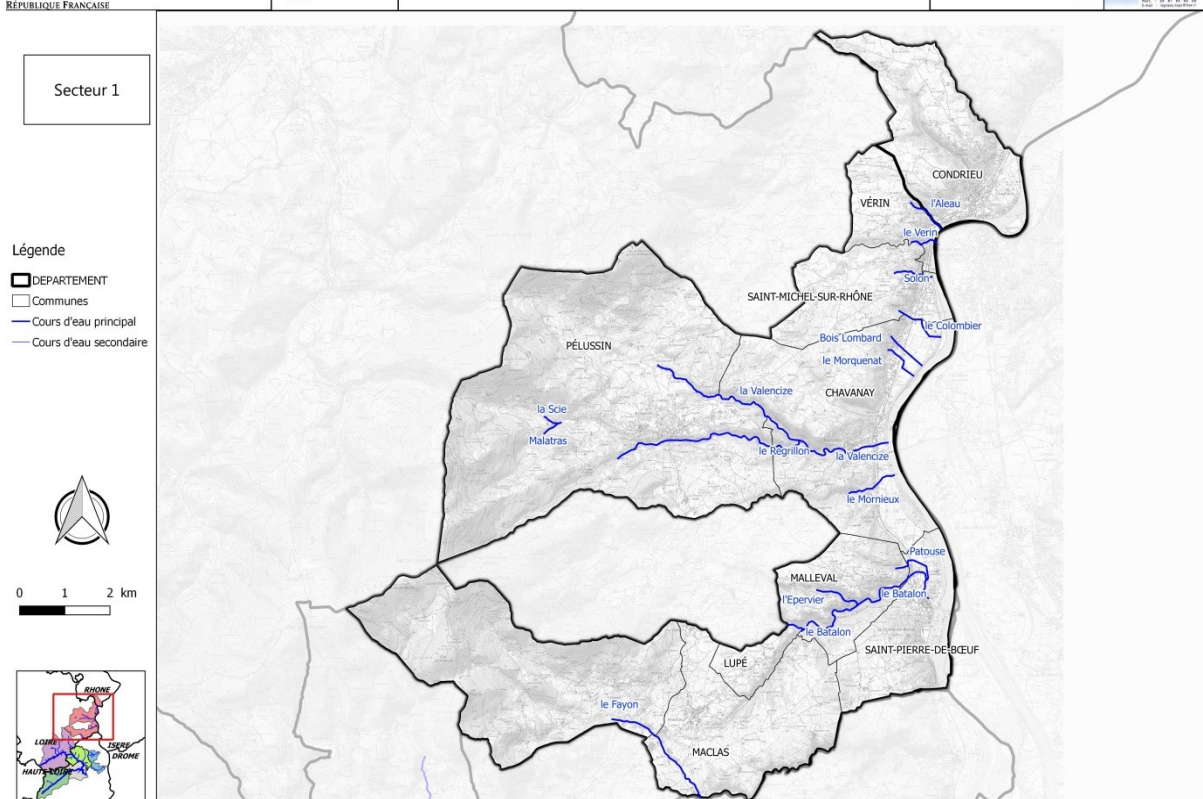 RÉPUBLIQUE FRANÇAISE
Secteur 1
Légende
DEPARTEMENT
Communes
Cours d'eau principal
Cours d'eau secondaire
0 1 2 km
RHONE
LOIRE
ISERE
DROME
HAUTE-LOIRE
CONDRIEU
VÉRIN
l'Aleau
le Verin
Solon
SAINT-MICHEL-SUR-RHÔNE
le Colombier
Bois Lombard
PÉLUSSIN
le Morquenat
la Valencize
CHAVANAY
la Scie
Malatras
le Régrillon
la Valencize
le Mornieux
Patouse
MALLEVAL
l'Epervier
le Batalon
le Batalon
SAINT-PIERRE-DE-BŒUF
LUPÉ
le Fayon
MACLAS